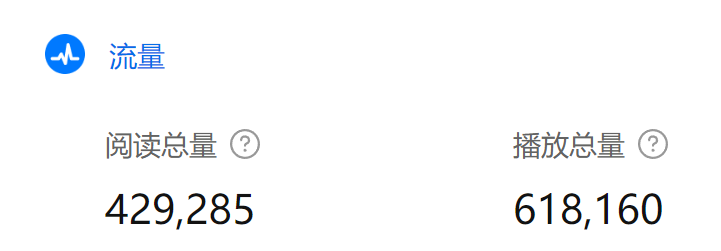 流量
阅读总量 ?
播放总量 ?
429,285
618,160